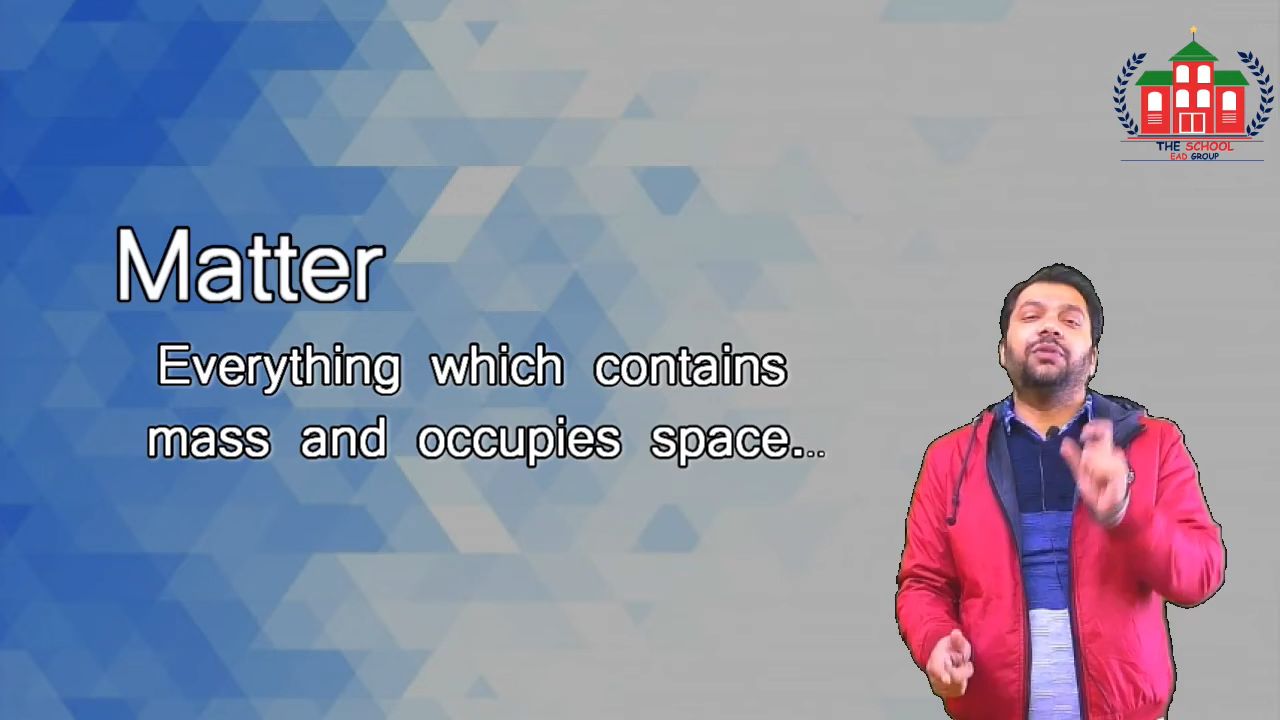 THE SCHOOL
EAD GROUP
Matter
Everything which contains
mass and occupies space...